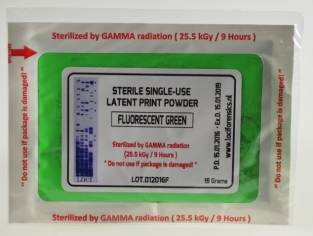 Sterilized by GAMMA radiation ( 25.5 kGy / 9 Hours )
" Do not use if package is damaged! "
STERILE SINGLE-USE
LATENT PRINT POWDER
FLUORESCENT GREEN
Sterilized by GAMMA radiation
(25.5 kGy / 9 Hours )
" Do not use if package is damaged! "
LOCI
LOT.012016F
15 Grams
P.D. 15.01.2016 - Ex.D. 15.01.2019
www.lociforensics.nl
" Do not use if package is damaged! "
Sterilized by GAMMA radiation ( 25.5 kGy / 9 Hours )